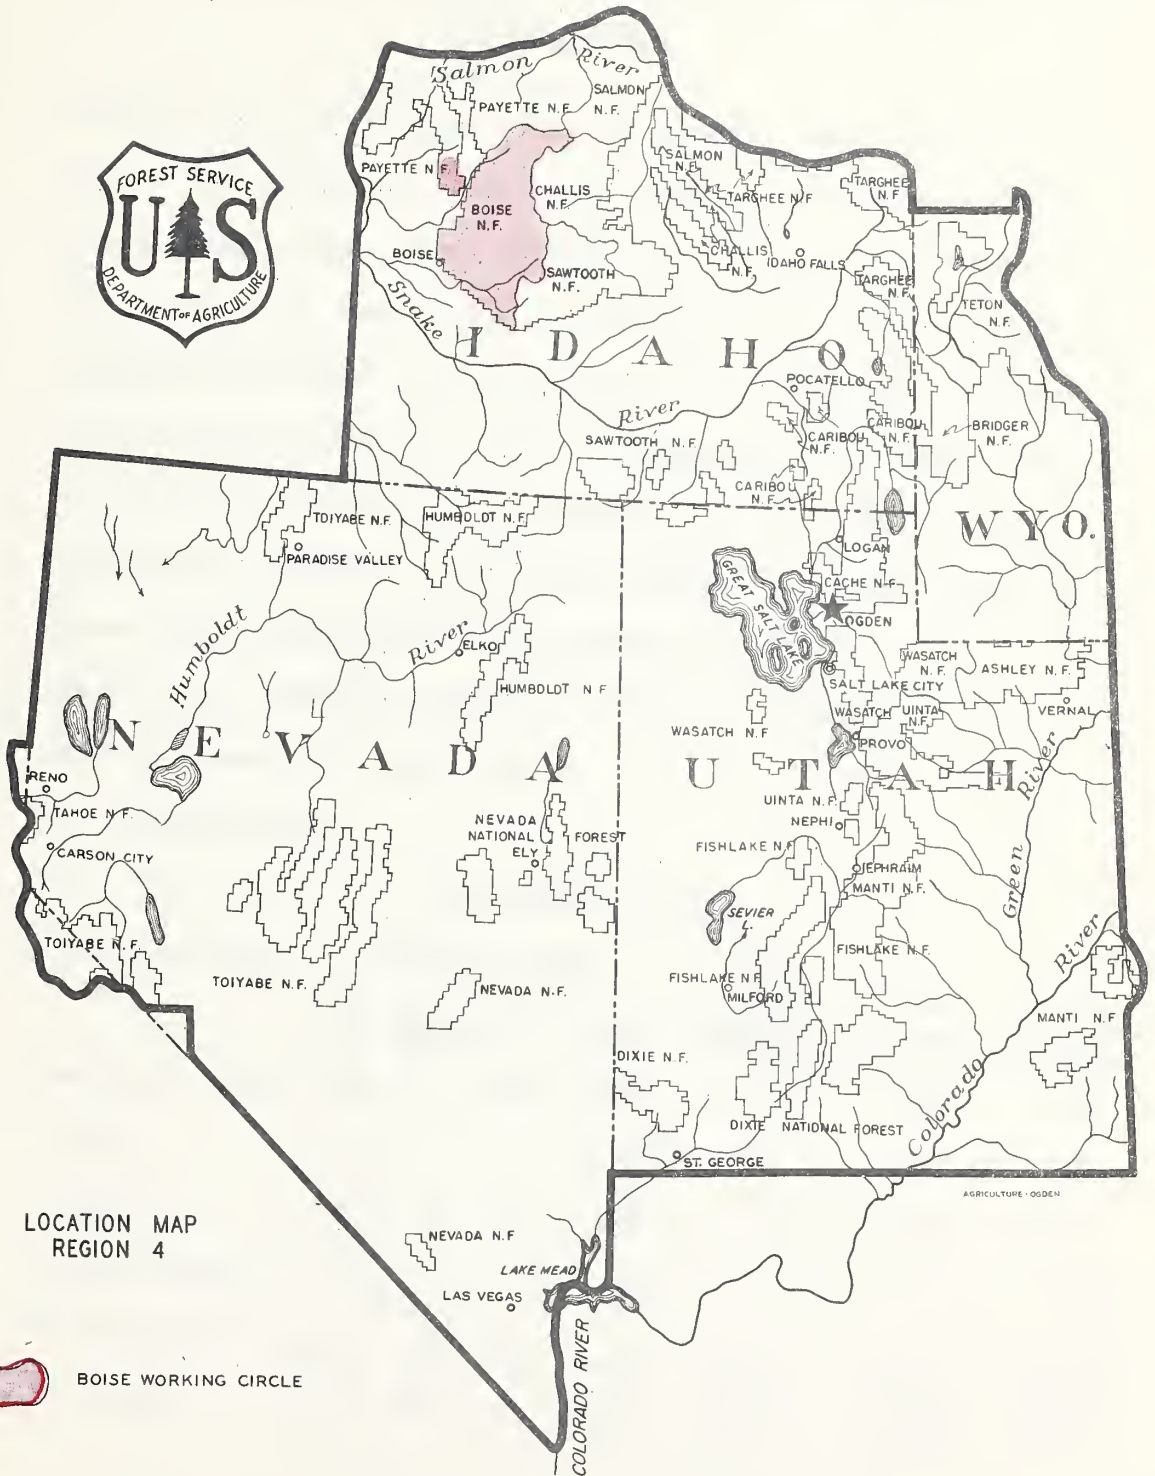 Salmon River
SALMON
N.F.
PAYETTE N.F.
FOREST SERVICE
U S
DEPARTMENT OF AGRICULTURE
PAYETTE N.F.
SALMON
N.F.
TARGHEE N.F
TARGHEE
N.F.
CHALLIS
N.F.
BOISE
N.F.
BOISE
CHALLIS
N.F.
IDAHO FALLS
SAWTOOTH
N.F.
TARGHEE
N.F.
TETON
N.F.
Snake
River
IDAHO
POCATELLO
SAWTOOTH N.F.
CARIBOU
N.F.
CARIBOU
N.F.
BRIDGER
N.F.
CARIBOU
N.F.
WYO.
TOIYABE N.F.
HUMBOLDT N.F.
PARADISE VALLEY
LOGAN
GREAT SALT LAKE
CACHE N.F.
OGDEN
Humboldt
River
ELKO
HUMBOLDT N F
WASATCH
N.F.
ASHLEY N.F.
SALT LAKE CITY
VERNAL
WASATCH
UINTA
N.F.
WASATCH N.F
PROVO
NEVADA
UTAH
RENO
TAHOE N.F.
CARSON CITY
UINTA N.F.
NEPHI
NEVADA
NATIONAL FOREST
ELY
FISHLAKE N.F
EPHRAIM
MANTI N.F.
Green
River
SEVIER
L.
TOIYABE N.F.
FISHLAKE N.F.
Colorado
River
TOIYABE N.F.
NEVADA N.F.
FISHLAKE N.F
MILFORD
MANTI N.F
DIXIE N.F.
DIXIE NATIONAL FOREST
ST. GEORGE
AGRICULTURE - OGDEN
LOCATION MAP
REGION 4
NEVADA N.F
LAKE MEAD
LAS VEGAS
COLORADO RIVER
BOISE WORKING CIRCLE